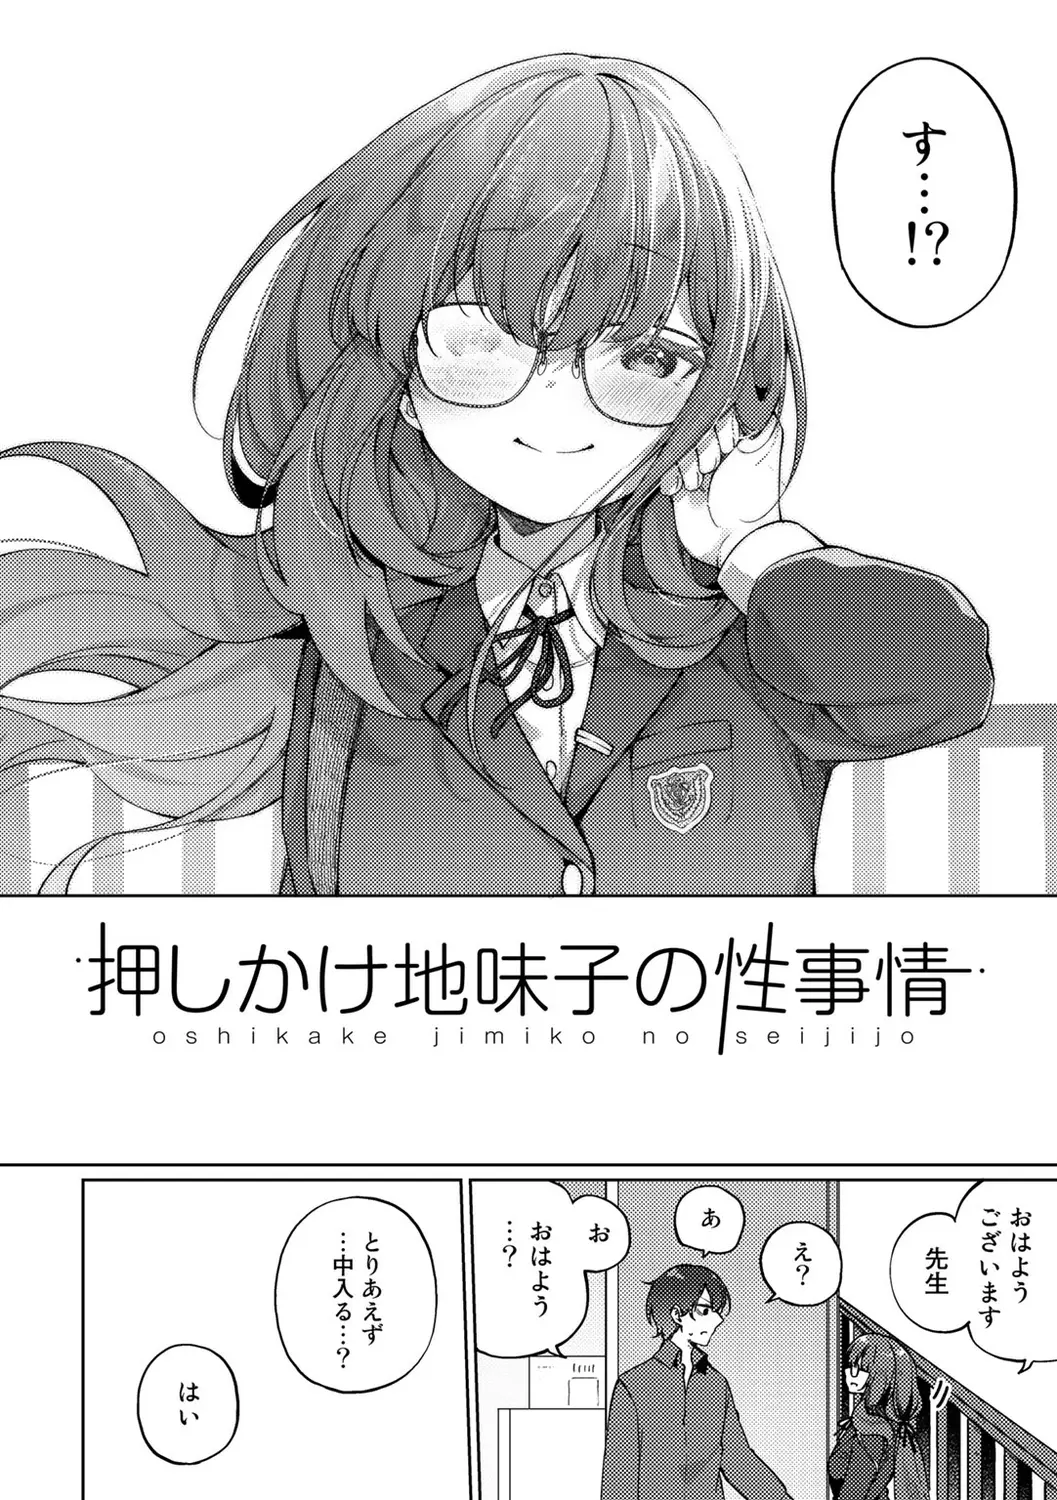 す…!?
押しかけ地味子の性事情
oshikake jimiko no seijijo
おはよう
ございます
先生
え?
あ
お
おはよう
…?
とりあえず
…中入る…?
はい